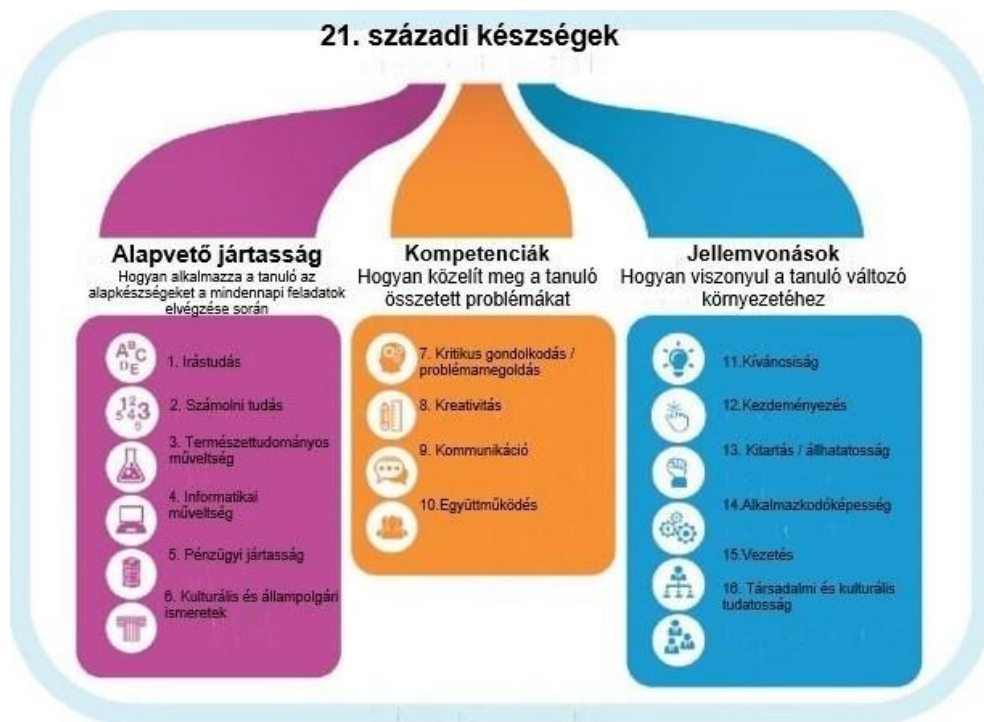 21. századi készségek
Alapvető jártasság
Hogyan alkalmazza a tanuló az
alapkészségeket a mindennapi feladatok
elvégzése során
1. Irástudás
2. Számolni tudás
3. Természettudományos
műveltség
4. Informatikai
műveltség
5. Pénzügyi jártasság
6. Kulturális és állampolgári
ismeretek
Kompetenciák
Hogyan közelít meg a tanuló
összetett problémákat
7. Kritikus gondolkodás /
problémamegoldás
8. Kreativitás
9. Kommunikáció
10.Együttműködés
Jellemvonások
Hogyan viszonyul a tanuló változó
környezetéhez
11.Kíváncsiság
12.Kezdeményezés
13. Kitartás / állhatatosság
14.Alkalmazkodóképesség
15.Vezetés
16. Társadalmi és kulturális
tudatosság